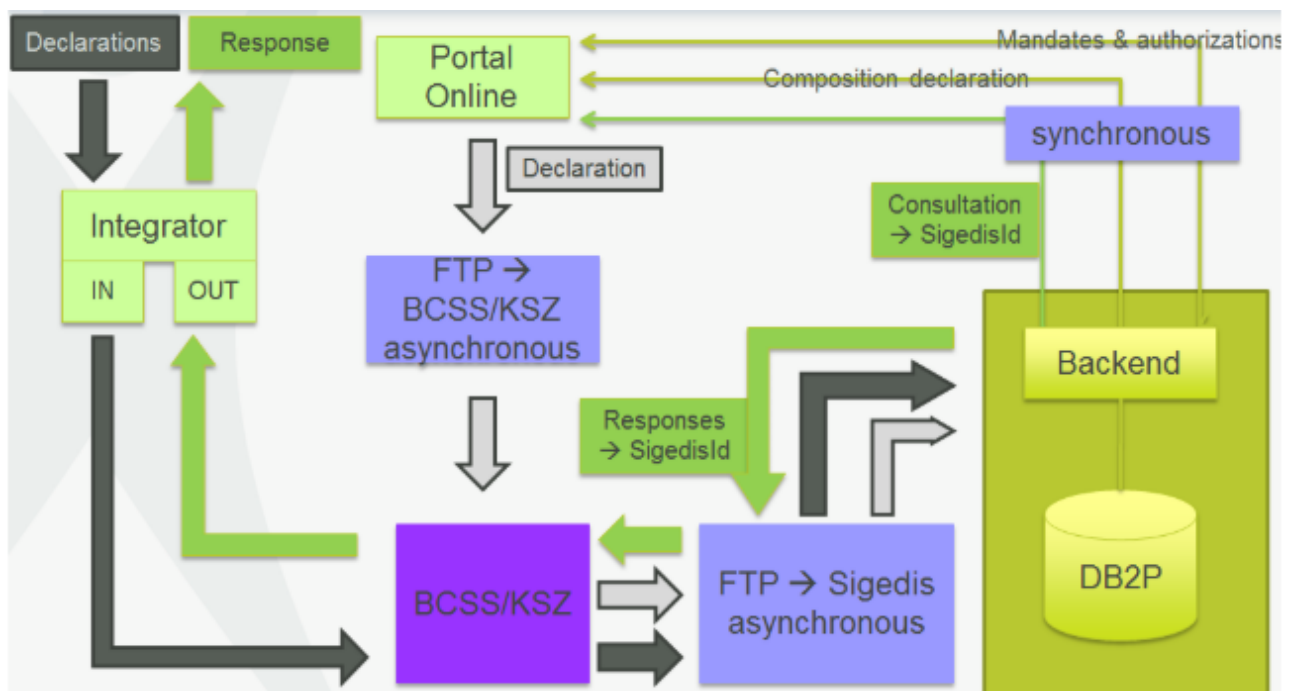 Declarations
Response
Portal
Online
Mandates & authorizations
Composition declaration
synchronous
Declaration
Integrator
IN
OUT
Consultation
→ SigedisId
FTP →
BCSS/KSZ
asynchronous
Backend
Responses
→ SigedisId
BCSS/KSZ
FTP → Sigedis
asynchronous
DB2P